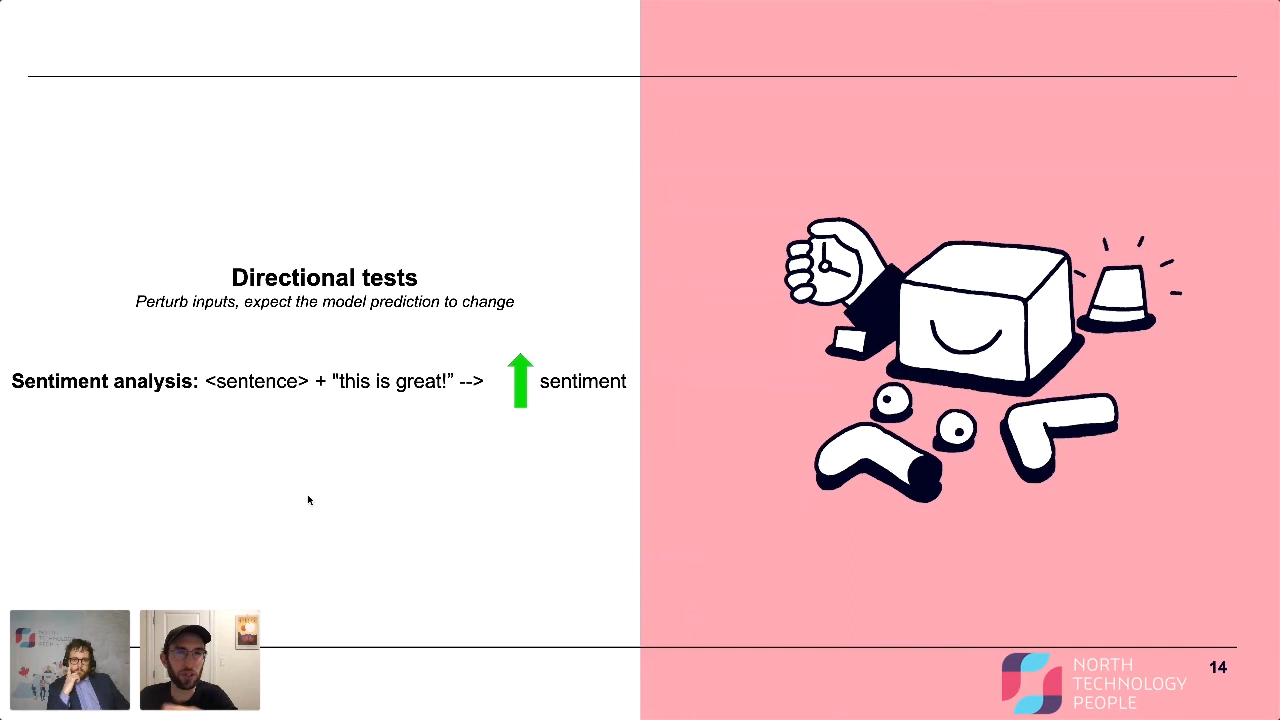 Directional tests
Perturb inputs, expect the model prediction to change
Sentiment analysis: <sentence> + "this is great!” --> sentiment
NORTH
TECHNOLOGY
PEOPLE
14